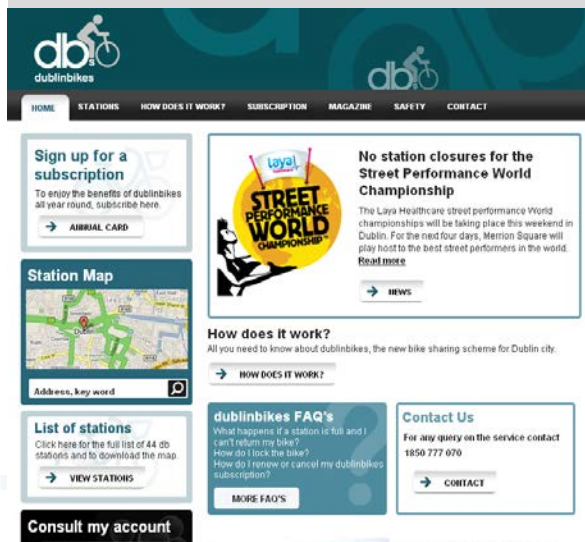 dbs
dublinbikes
db
HOME STATIONS HOW DOES IT WORK? SUBSCRIPTION MAGAZINE SAFETY CONTACT
Sign up for a
subscription
To enjoy the benefits of dublinbikes
all year round, subscribe here.
ANNUAL CARD
Station Map
Dublin
Address, key word
List of stations
Click here for the full list of 44 db
stations and to download the map.
VIEW STATIONS
Consult my account
laya
healthcare
STREET
PERFORMANCE
WORLD
CHAMPIONSHIP
No station closures for the
Street Performance World
Championship
The Laya Healthcare street performance World
championships will be taking place this weekend in
Dublin. For the next four days, Merrion Square will
play host to the best street performers in the world.
Read more
NEWS
How does it work?
All you need to know about dublinbikes, the new bike sharing scheme for Dublin city.
HOW DOES IT WORK?
dublinbikes FAQ's
What happens if a station is full and I
can't return my bike?
How do I lock the bike?
How do I renew or cancel my dublinbikes
subscription?
MORE FAQ'S
Contact Us
For any query on the service contact
1850 777 070
CONTACT